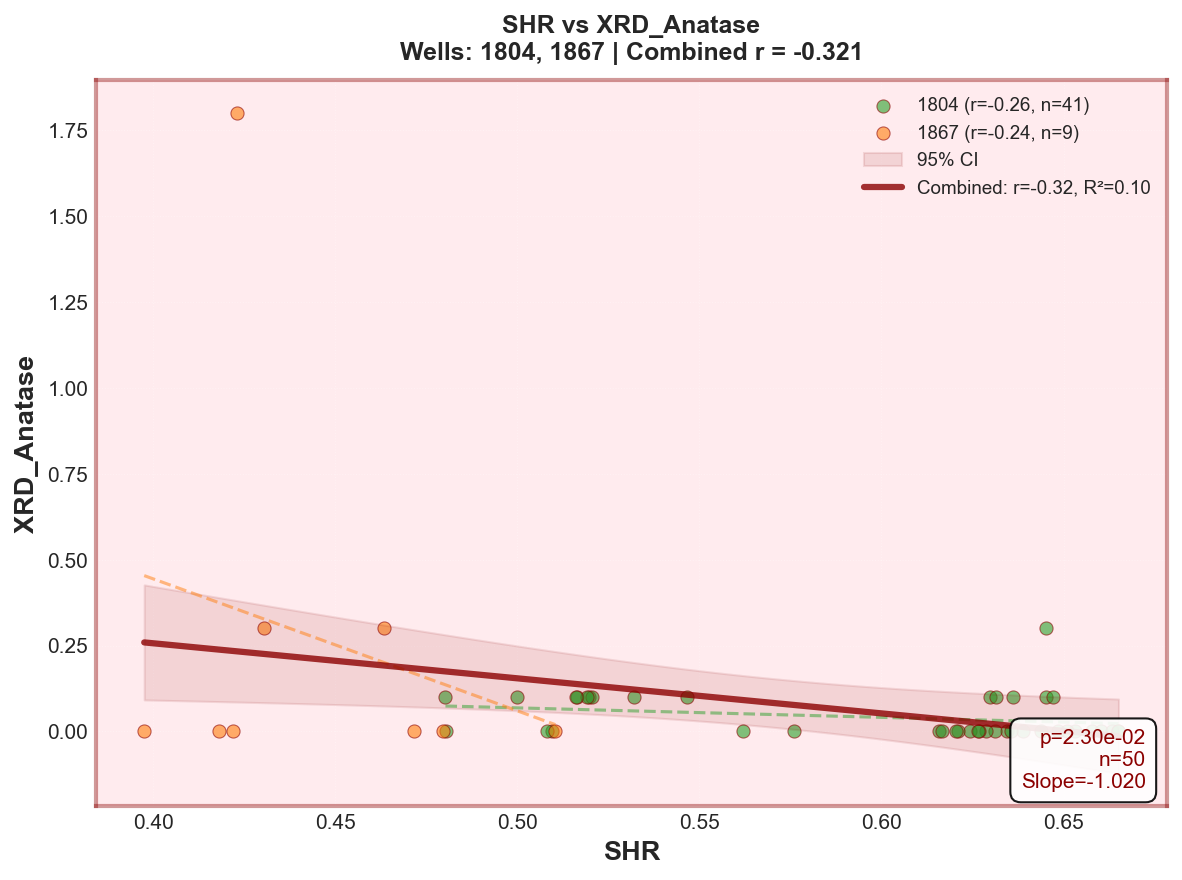 SHR vs XRD_Anatase
Wells: 1804, 1867 | Combined r = -0.321
1804 (r=-0.26, n=41)
1867 (r=-0.24, n=9)
95% CI
Combined: r=-0.32, R²=0.10
XRD_Anatase
1.75
1.50
1.25
1.00
0.75
0.50
0.25
0.00
p=2.30e-02
n=50
Slope=-1.020
0.40
0.45
0.50
0.55
0.60
0.65
SHR